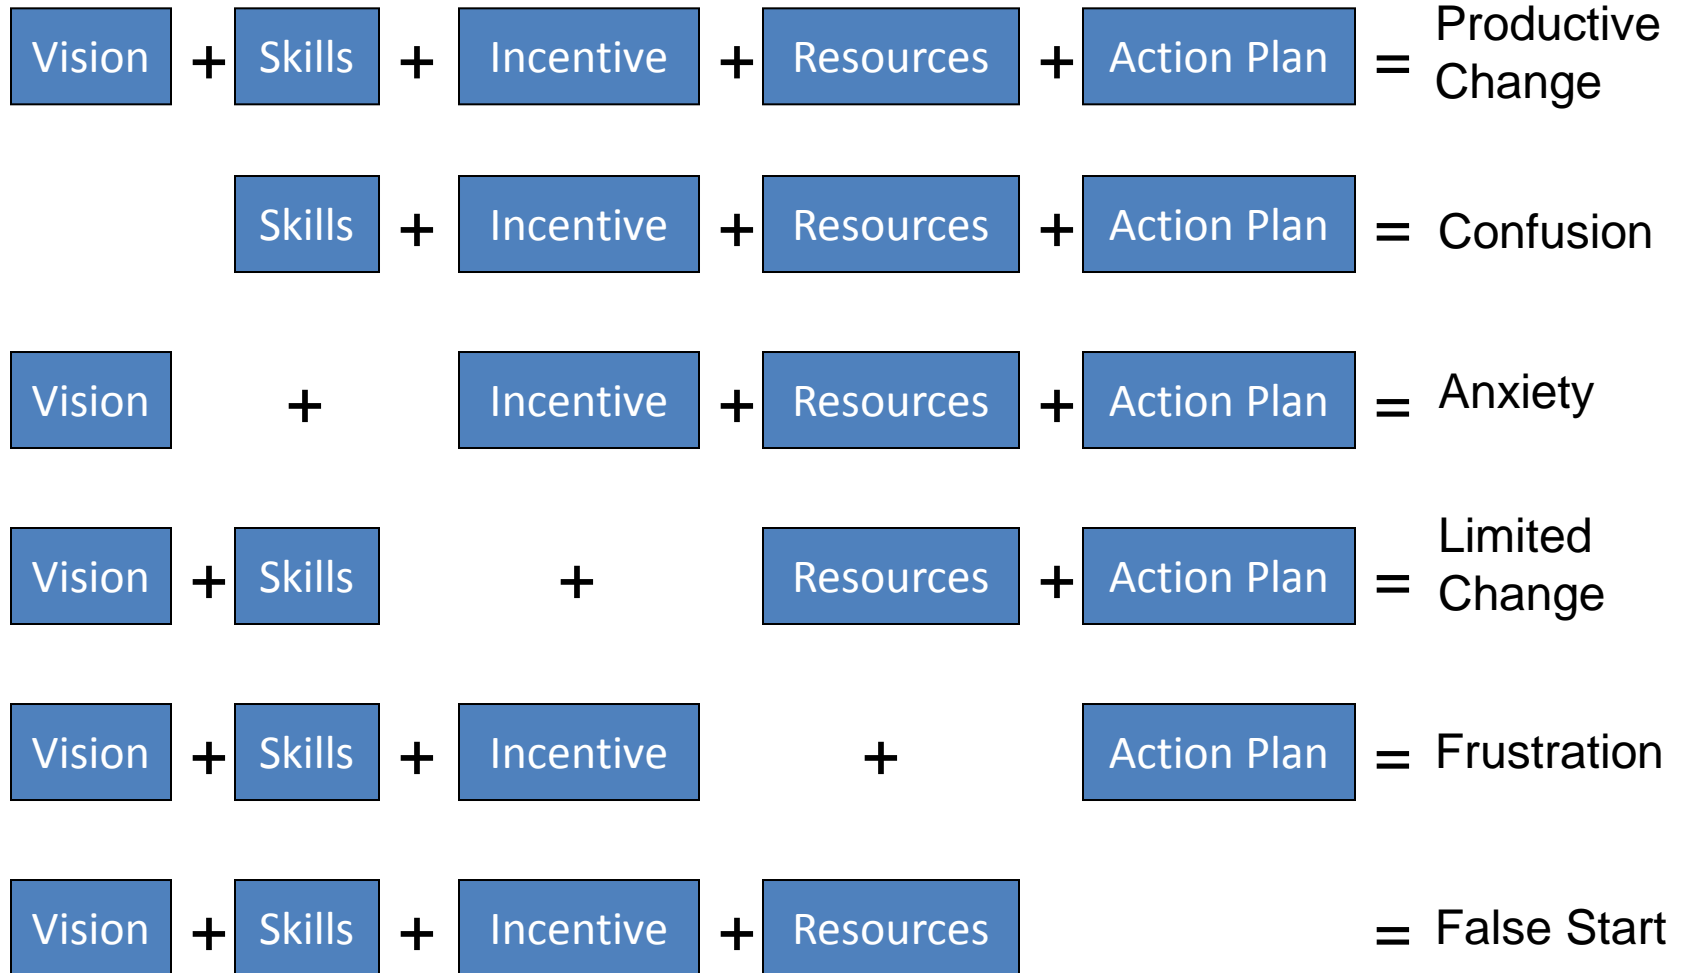 Vision + Skills + Incentive + Resources + Action Plan = Productive
Change
Skills + Incentive + Resources + Action Plan = Confusion
Vision + Incentive + Resources + Action Plan = Anxiety
Vision + Skills + Resources + Action Plan = Limited
Change
Vision + Skills + Incentive + Action Plan = Frustration
Vision + Skills + Incentive + Resources = False Start